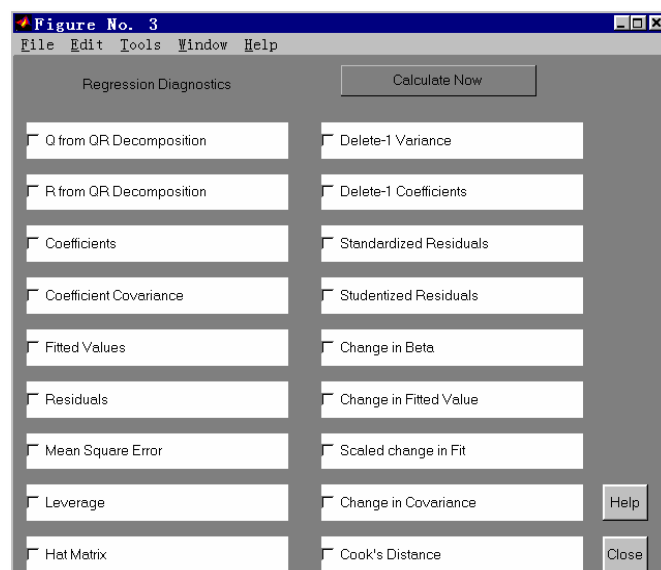 Figure No. 3
File Edit Tools Window Help
Regression Diagnostics
Calculate Now
Q from QR Decomposition
Delete-1 Variance
R from QR Decomposition
Delete-1 Coefficients
Coefficients
Standardized Residuals
Coefficient Covariance
Studentized Residuals
Fitted Values
Change in Beta
Residuals
Change in Fitted Value
Mean Square Error
Scaled change in Fit
Leverage
Change in Covariance
Help
Hat Matrix
Cook's Distance
Close